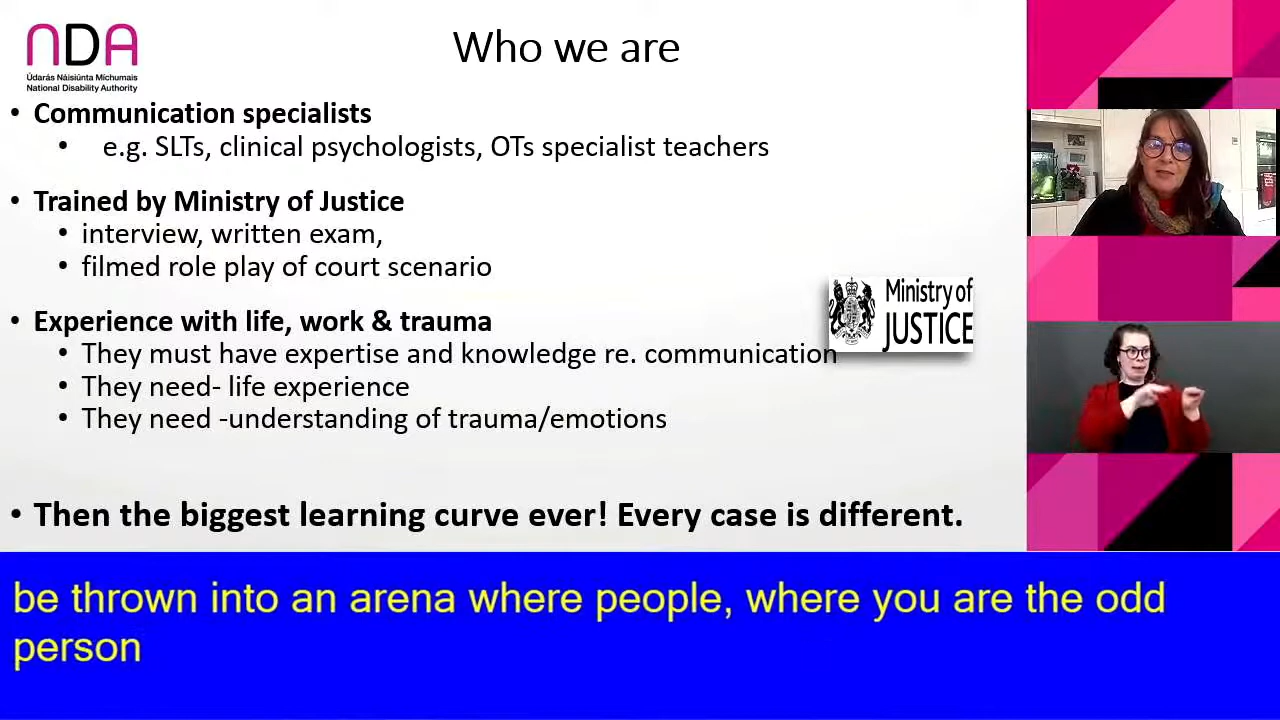 nDA
Údarás Náisiúnta Míchumais
National Disability Authority
Who we are
• Communication specialists
• e.g. SLTs, clinical psychologists, OTs specialist teachers
• Trained by Ministry of Justice
• interview, written exam,
• filmed role play of court scenario
• Experience with life, work & trauma
• They must have expertise and knowledge re. communication
• They need- life experience
• They need -understanding of trauma/emotions
Ministry of
JUSTICE
• Then the biggest learning curve ever! Every case is different.
be thrown into an arena where people, where you are the odd
person